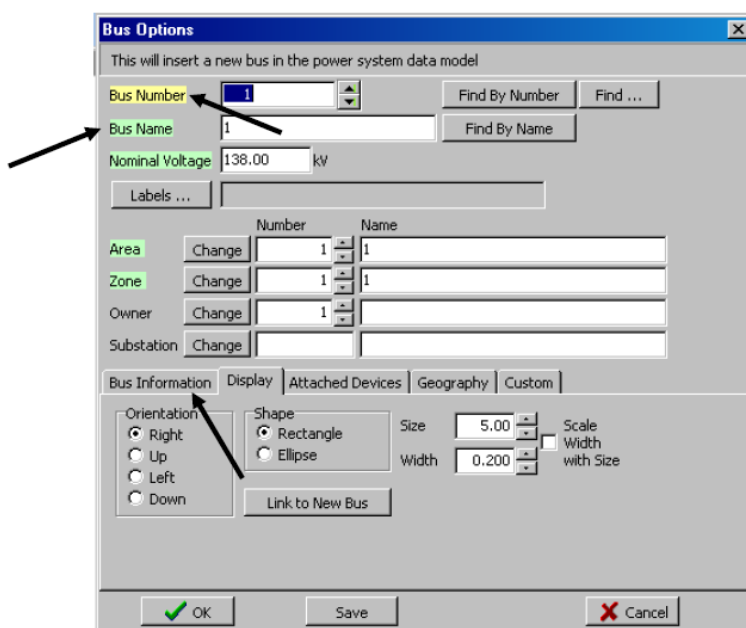 Bus Options
This will insert a new bus in the power system data model
Bus Number 1 Find By Number Find ...
Bus Name 1 Find By Name
Nominal Voltage 138.00 kV
Labels ...
Number Name
Area Change 1 1
Zone Change 1 1
Owner Change 1
Substation Change
Bus Information Display Attached Devices Geography Custom
Orientation Shape
Right Rectangle Size 5.00 Scale
Up Ellipse Width 0.200 Width
Left with Size
Down Link to New Bus
OK Save Cancel